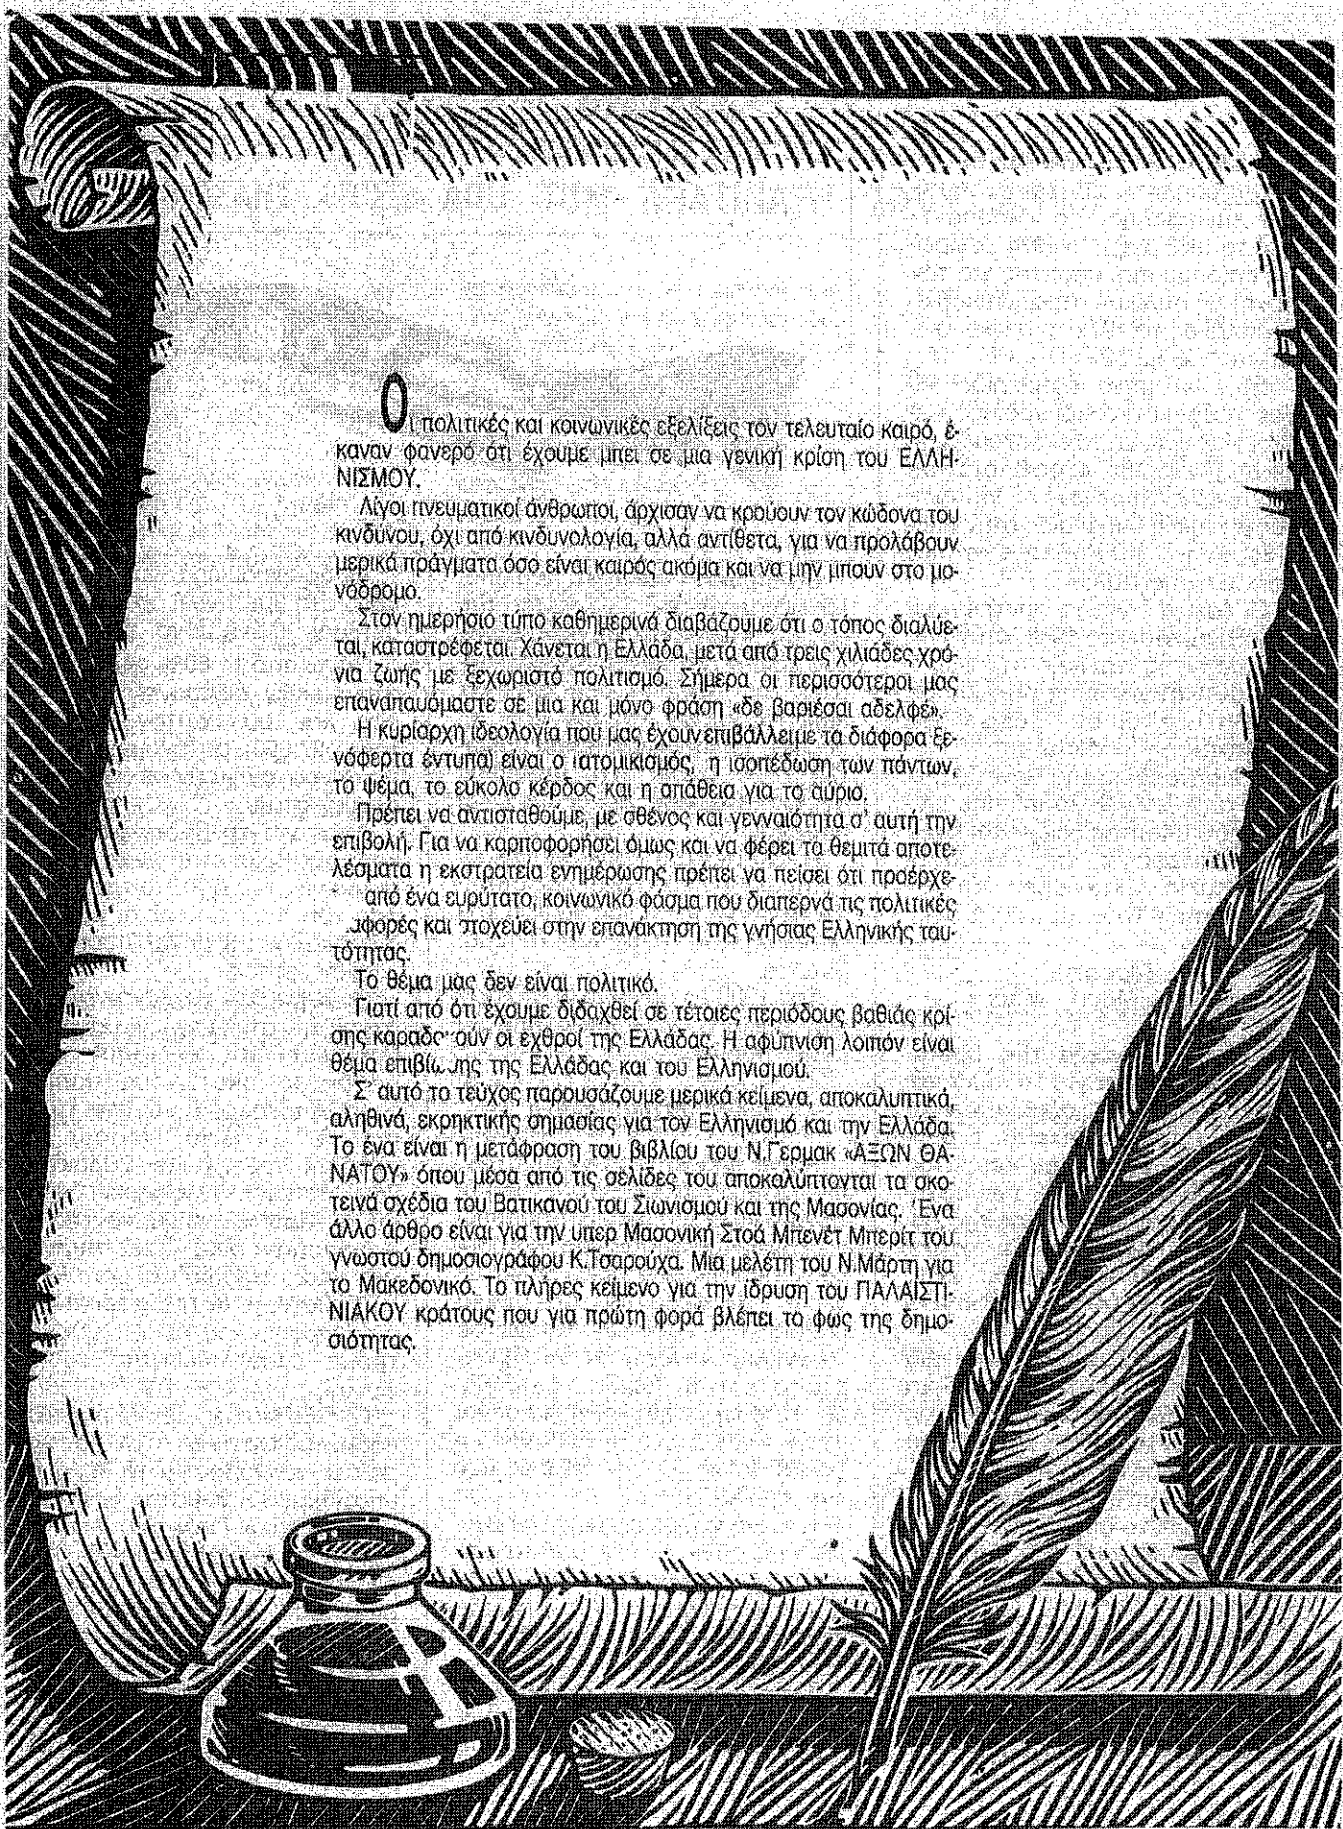 Οι πολιτικές και κοινωνικές εξελίξεις τον τελευταίο καιρό, έ-
καναν φανερό ότι έχουμε μπει σε μια γενική κρίση του ΕΛΛΗ-
ΝΙΣΜΟΥ.
Λίγοι πνευματικοί άνθρωποι, άρχισαν να κρούουν τον κώδονα του
κινδύνου, όχι από κινδυνολογία, αλλά αντίθετα, για να προλάβουν
μερικά πράγματα όσο είναι καιρός ακόμα και να μην μπουν στο μο-
νόδρομο.
Στον ημερήσιο τύπο καθημερινά διαβάζουμε ότι ο τόπος διαλύε-
ται, καταστρέφεται. Χάνεται η Ελλάδα, μετά από τρεις χιλιάδες χρό-
νια ζωής με ξεχωριστό πολιτισμό. Σήμερα οι περισσότεροι μας
επαναπαυόμαστε σε μια και μόνο φράση «δε βαριέσαι αδελφέ».
Η κυρίαρχη ιδεολογία που μας έχουν επιβάλλει(με τα διάφορα ξε-
νόφερτα έντυπα) είναι ο ιατομικισμός, η ισοπέδωση των πάντων,
το ψέμα, το εύκολο κέρδος και η απάθεια για το αύριο.
Πρέπει να αντισταθούμε, με σθένος και γενναιότητα σ' αυτή την
επιβολή. Για να καρποφορήσει όμως και να φέρει τα θεμιτά αποτε-
λέσματα η εκστρατεία ενημέρωσης πρέπει να πείσει ότι προέρχε-
από ένα ευρύτατο, κοινωνικό φάσμα που διαπερνά τις πολιτικές
αφορές και στοχεύει στην επανάκτηση της γνήσιας Ελληνικής ταυ-
τότητας.
Το θέμα μας δεν είναι πολιτικό.
Γιατί από ότι έχουμε διδαχθεί σε τέτοιες περιόδους βαθιάς κρί-
σης οι εχθροί της Ελλάδας. Η αφύπνιση λοιπόν είναι
θέμα της Ελλάδας και του Ελληνισμού.
Σ' αυτό το τεύχος παρουσάζουμε μερικά κείμενα, αποκαλυπτικά,
αληθινά, εκρηκτικής σημασίας για τον Ελληνισμό και την Ελλάδα.
Το ένα είναι η μετάφραση του βιβλίου του Ν.Γερμακ «ΑΞΩΝ ΘΑ-
ΝΑΤΟΥ» όπου μέσα από τις σελίδες του αποκαλύπτονται τα σκο-
τεινά σχέδια του Βατικανού του Σιωνισμού και της Μασονίας. Ένα
άλλο άρθρο είναι για την υπερ Μασονική Στοά Μπενέτ Μπερίτ του
γνωστού δημοσιογράφου Κ.Τσαρούχα. Μια μελέτη του Ν.Μάρτη για
το Μακεδονικό. Το πλήρες κείμενο για την ίδρυση του ΠΑΛΑΙΣΤΙ-
ΝΙΑΚΟΥ κράτους που για πρώτη φορά βλέπει το φως της δημο-
σιότητας.